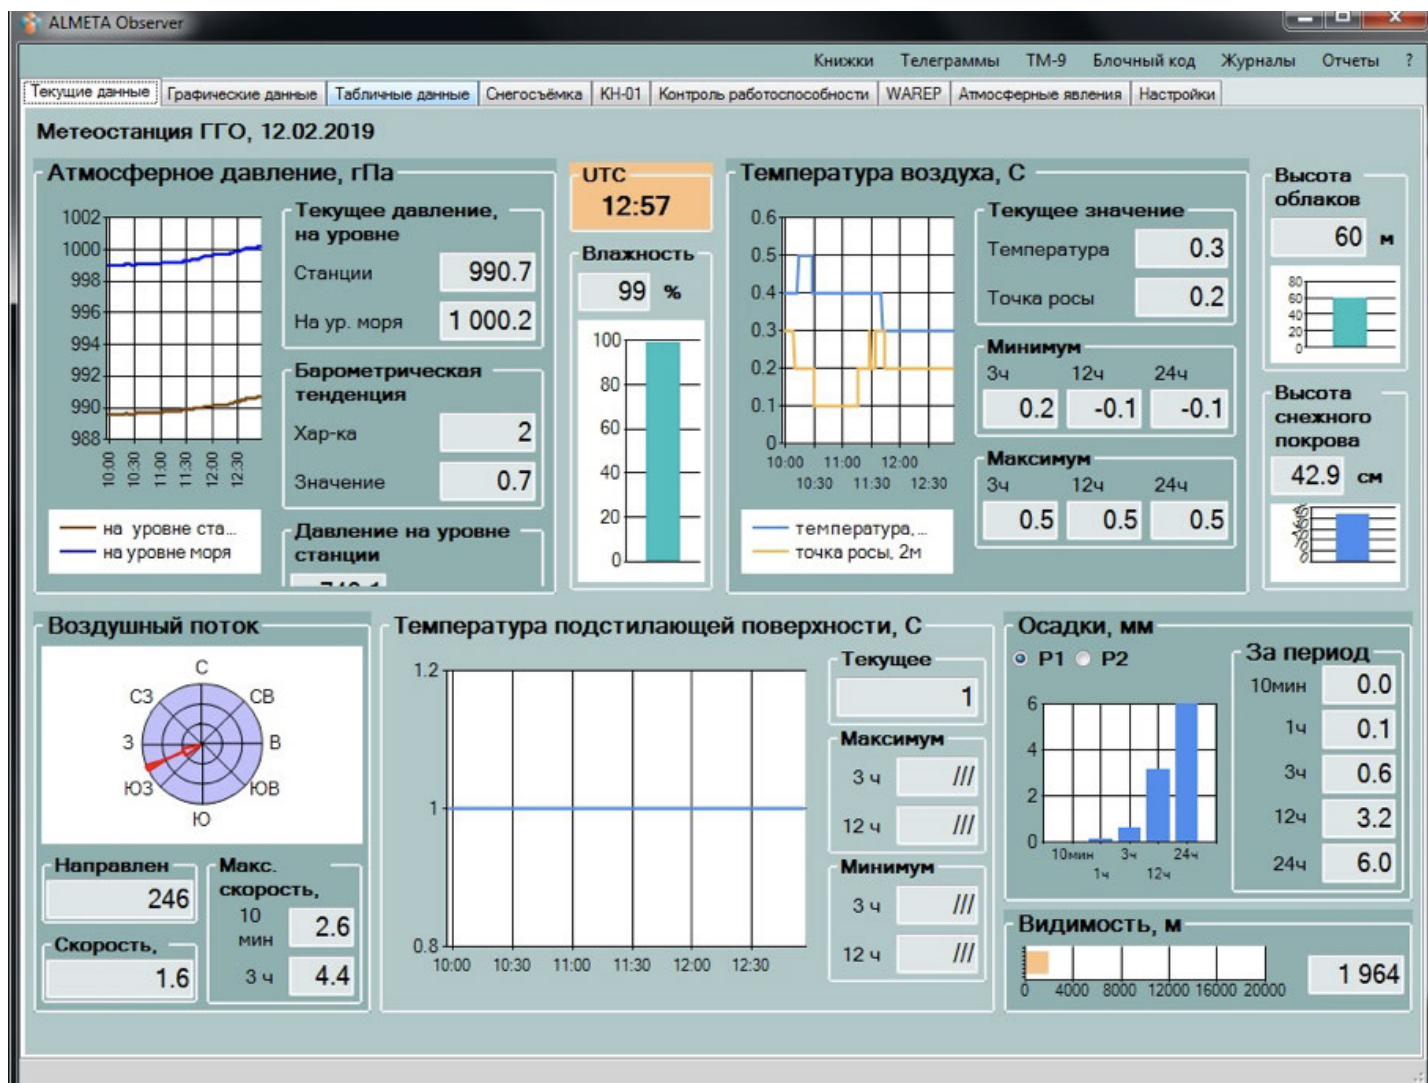 ALMETA Observer
Книжки Телеграммы ТМ-9 Блочный код Журналы Отчеты ?
Текущие данные Графические данные Табличные данные Снегосъёмка КН-01 Контроль работоспособности WAREP Атмосферные явления Настройки
Метеостанция ГГО, 12.02.2019
Атмосферное давление, гПа
1002
1000
998
996
994
992
990
988
10:00 10:30 11:00 11:30 12:00 12:30
на уровне ста...
на уровне моря
Текущее давление,
на уровне
Станции 990.7
На ур. моря 1 000.2
Барометрическая
тенденция
Хар-ка 2
Значение 0.7
Давление на уровне
станции
UTC
12:57
Влажность
99 %
100
80
60
40
20
0
Температура воздуха, С
0.6
0.5
0.4
0.3
0.2
0.1
0
10:00 11:00 12:00
10:30 11:30 12:30
температура,...
точка росы, 2м
Текущее значение
Температура 0.3
Точка росы 0.2
Минимум
3ч 12ч 24ч
0.2 -0.1 -0.1
Максимум
3ч 12ч 24ч
0.5 0.5 0.5
Высота
облаков
60 м
80
60
40
20
0
Высота
снежного
покрова
42.9 см
Воздушный поток
С
СЗ СВ
З В
ЮЗ ЮВ
Ю
Направлен
246
Скорость,
1.6
Макс.
скорость,
10
мин 2.6
3 ч 4.4
Температура подстилающей поверхности, С
1.2
1
0.8
10:00 10:30 11:00 11:30 12:00 12:30
Текущее
1
Максимум
3 ч ///
12 ч ///
Минимум
3 ч ///
12 ч ///
Осадки, мм
P1 P2
6
4
2
0
10мин 3ч 24ч
1ч 12ч
За период
10мин 0.0
1ч 0.1
3ч 0.6
12ч 3.2
24ч 6.0
Видимость, м
0 4000 8000 12000 16000 20000
1 964